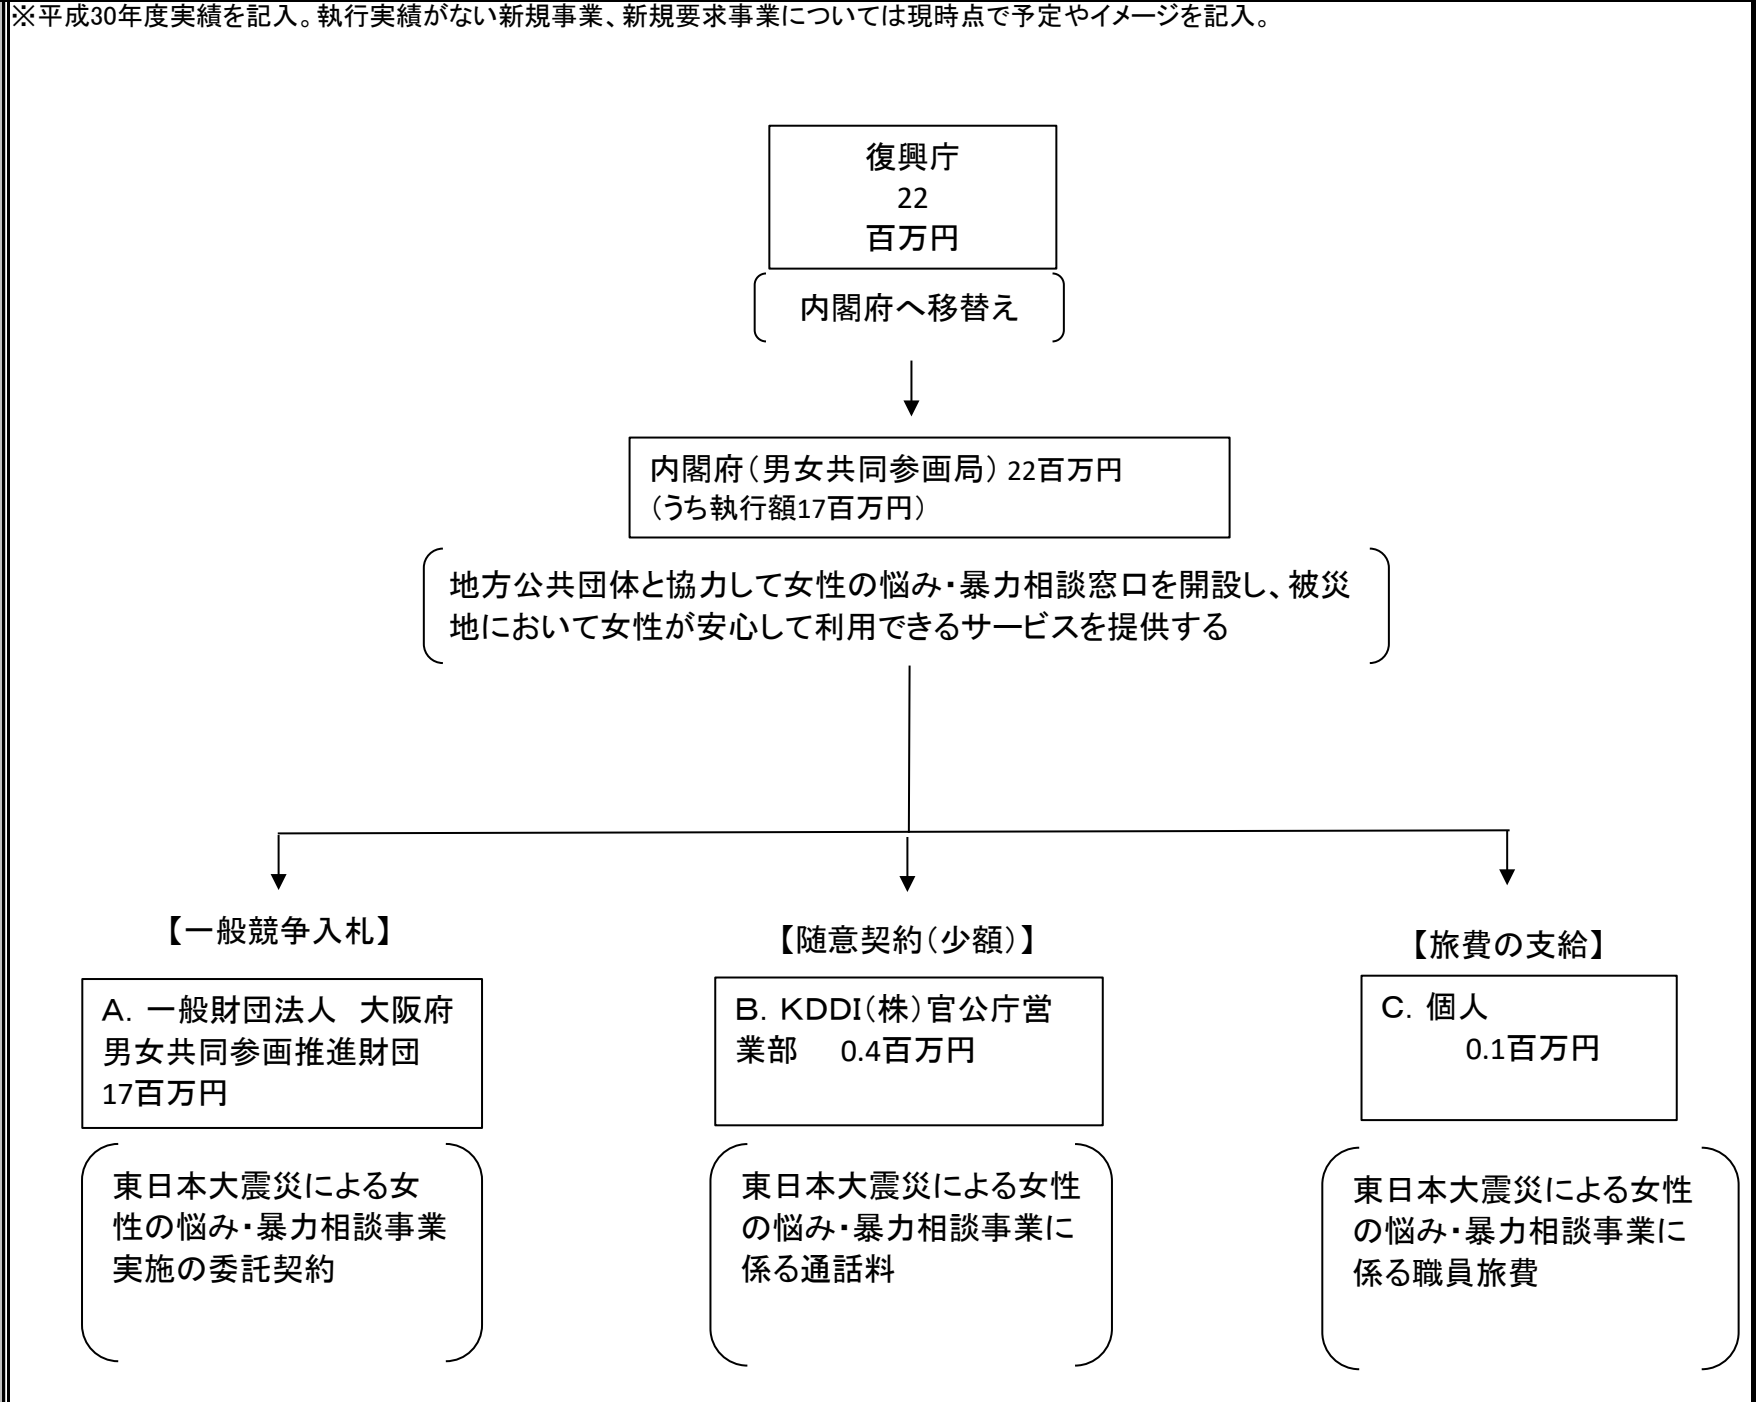 ※平成30年度実績を記入。執行実績がない新規事業、新規要求事業については現時点で予定やイメージを記入。
復興庁
22
百万円
内閣府へ移替え
内閣府(男女共同参画局) 22百万円
(うち執行額17百万円)
地方公共団体と協力して女性の悩み・暴力相談窓口を開設し、被災
地において女性が安心して利用できるサービスを提供する
【一般競争入札】
A. 一般財団法人　大阪府
男女共同参画推進財団
17百万円
東日本大震災による女
性の悩み・暴力相談事業
実施の委託契約
【随意契約(少額)】
B. KDDI(株)官公庁営
業部　0.4百万円
東日本大震災による女性
の悩み・暴力相談事業に
係る通話料
【旅費の支給】
C. 個人
0.1百万円
東日本大震災による女性
の悩み・暴力相談事業に
係る職員旅費